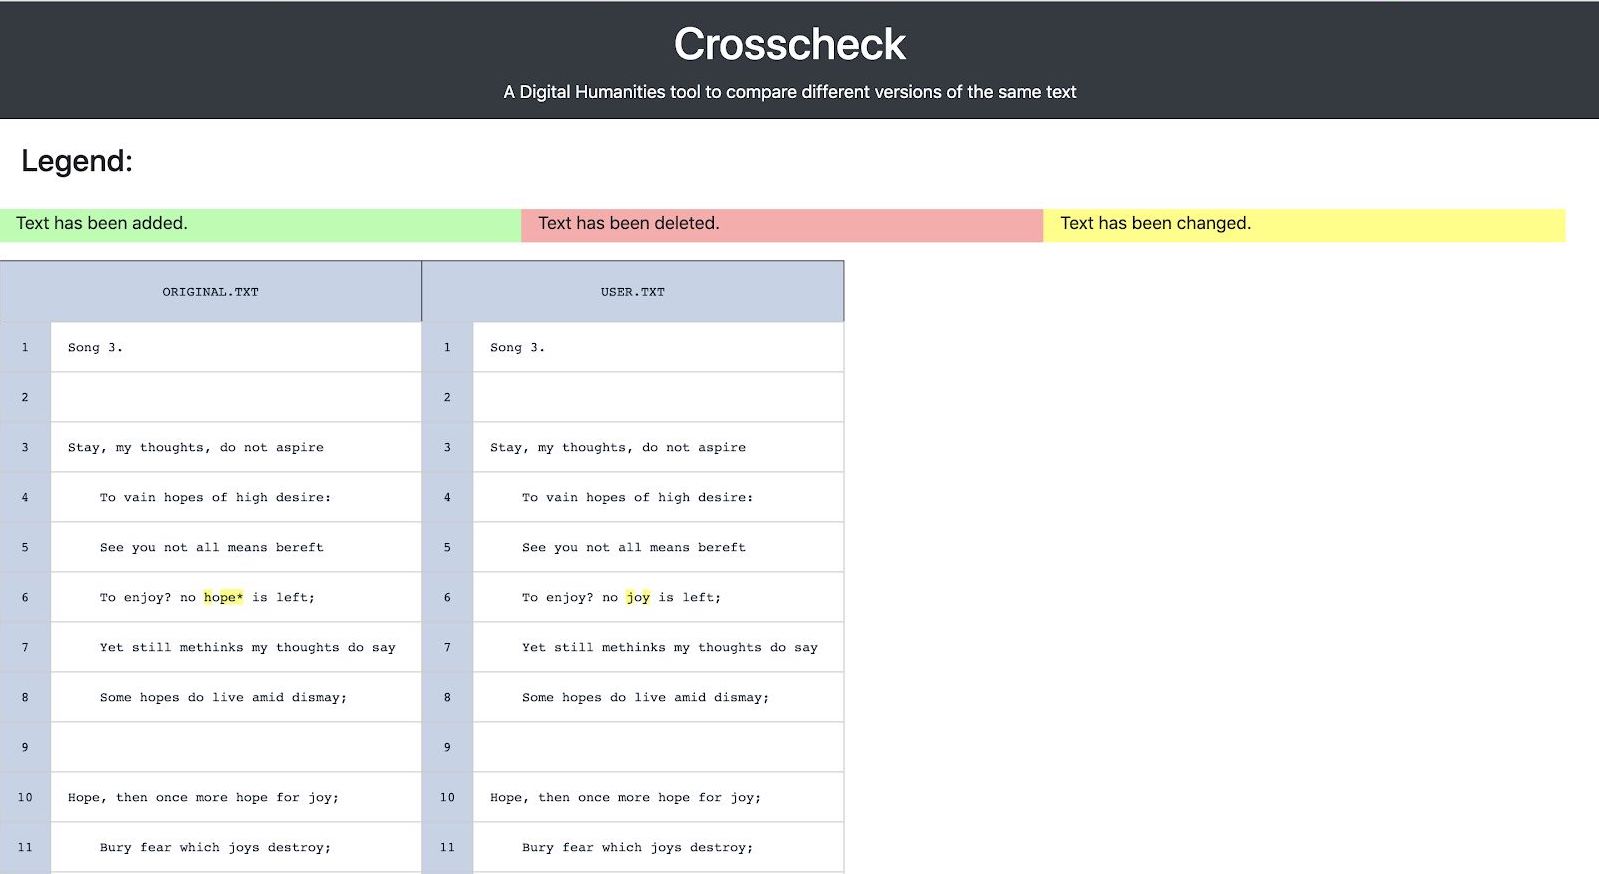 Crosscheck
A Digital Humanities tool to compare different versions of the same text
Legend:
Text has been added. Text has been deleted. Text has been changed.
ORIGINAL.TXT USER.TXT
1 Song 3. 1 Song 3.
2 2
3 Stay, my thoughts, do not aspire 3 Stay, my thoughts, do not aspire
4 To vain hopes of high desire: 4 To vain hopes of high desire:
5 See you not all means bereft 5 See you not all means bereft
6 To enjoy? no hope* is left; 6 To enjoy? no joy is left;
7 Yet still methinks my thoughts do say 7 Yet still methinks my thoughts do say
8 Some hopes do live amid dismay; 8 Some hopes do live amid dismay;
9 9
10 Hope, then once more hope for joy; 10 Hope, then once more hope for joy;
11 Bury fear which joys destroy; 11 Bury fear which joys destroy;